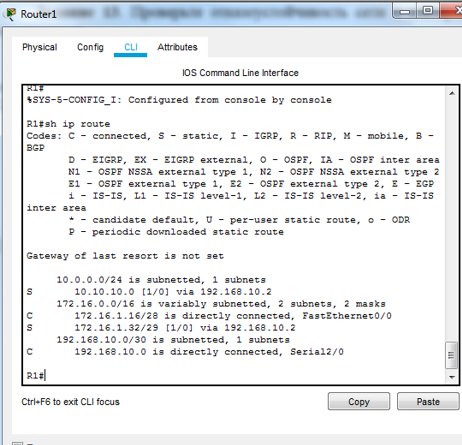 Router1
Physical Config CLI Attributes
IOS Command Line Interface
R1#
%SYS-5-CONFIG_I: Configured from console by console
R1#sh ip route
Codes: C - connected, S - static, I - IGRP, R - RIP, M - mobile, B -
BGP
D - EIGRP, EX - EIGRP external, O - OSPF, IA - OSPF inter area
N1 - OSPF NSSA external type 1, N2 - OSPF NSSA external type 2
E1 - OSPF external type 1, E2 - OSPF external type 2, E - EGP
i - IS-IS, L1 - IS-IS level-1, L2 - IS-IS level-2, ia - IS-IS
inter area
* - candidate default, U - per-user static route, o - ODR
P - periodic downloaded static route
Gateway of last resort is not set
10.0.0.0/24 is subnetted, 1 subnets
S 10.10.10.0 [1/0] via 192.168.10.2
172.16.0.0/16 is variably subnetted, 2 subnets, 2 masks
C 172.16.1.16/28 is directly connected, FastEthernet0/0
S 172.16.1.32/29 [1/0] via 192.168.10.2
192.168.10.0/30 is subnetted, 1 subnets
C 192.168.10.0 is directly connected, Serial2/0
R1#
Ctrl+F6 to exit CLI focus
Copy Paste